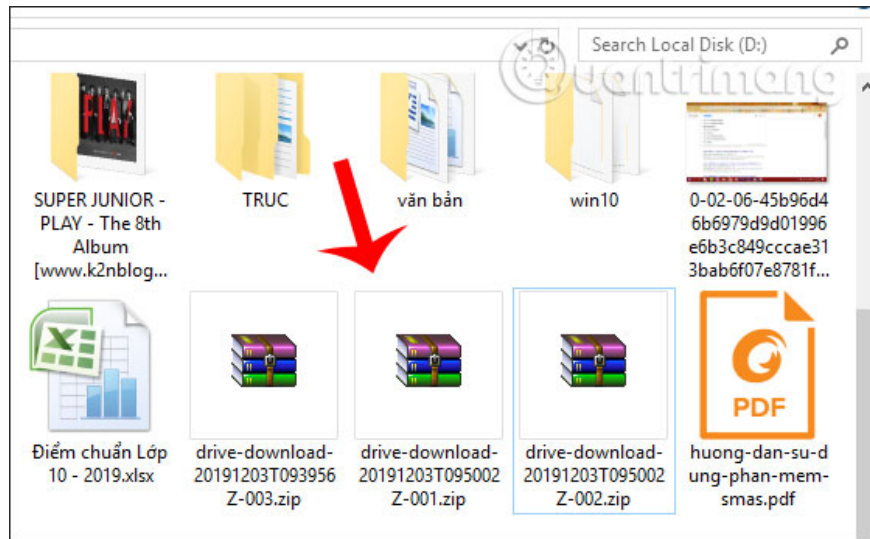 Search Local Disk (D:)
uantrimang
SUPER JUNIOR -
PLAY - The 8th
Album
[www.k2nblog...
TRUC
văn bản
win10
0-02-06-45b96d4
6b6979d9d01996
e6b3c849cccae31
3bab6f07e8781f...
Điểm chuẩn Lớp
10 - 2019.xlsx
drive-download-
20191203T093956
Z-003.zip
drive-download-
20191203T095002
Z-001.zip
drive-download-
20191203T095002
Z-002.zip
PDF
huong-dan-su-d
ung-phan-mem-
smas.pdf